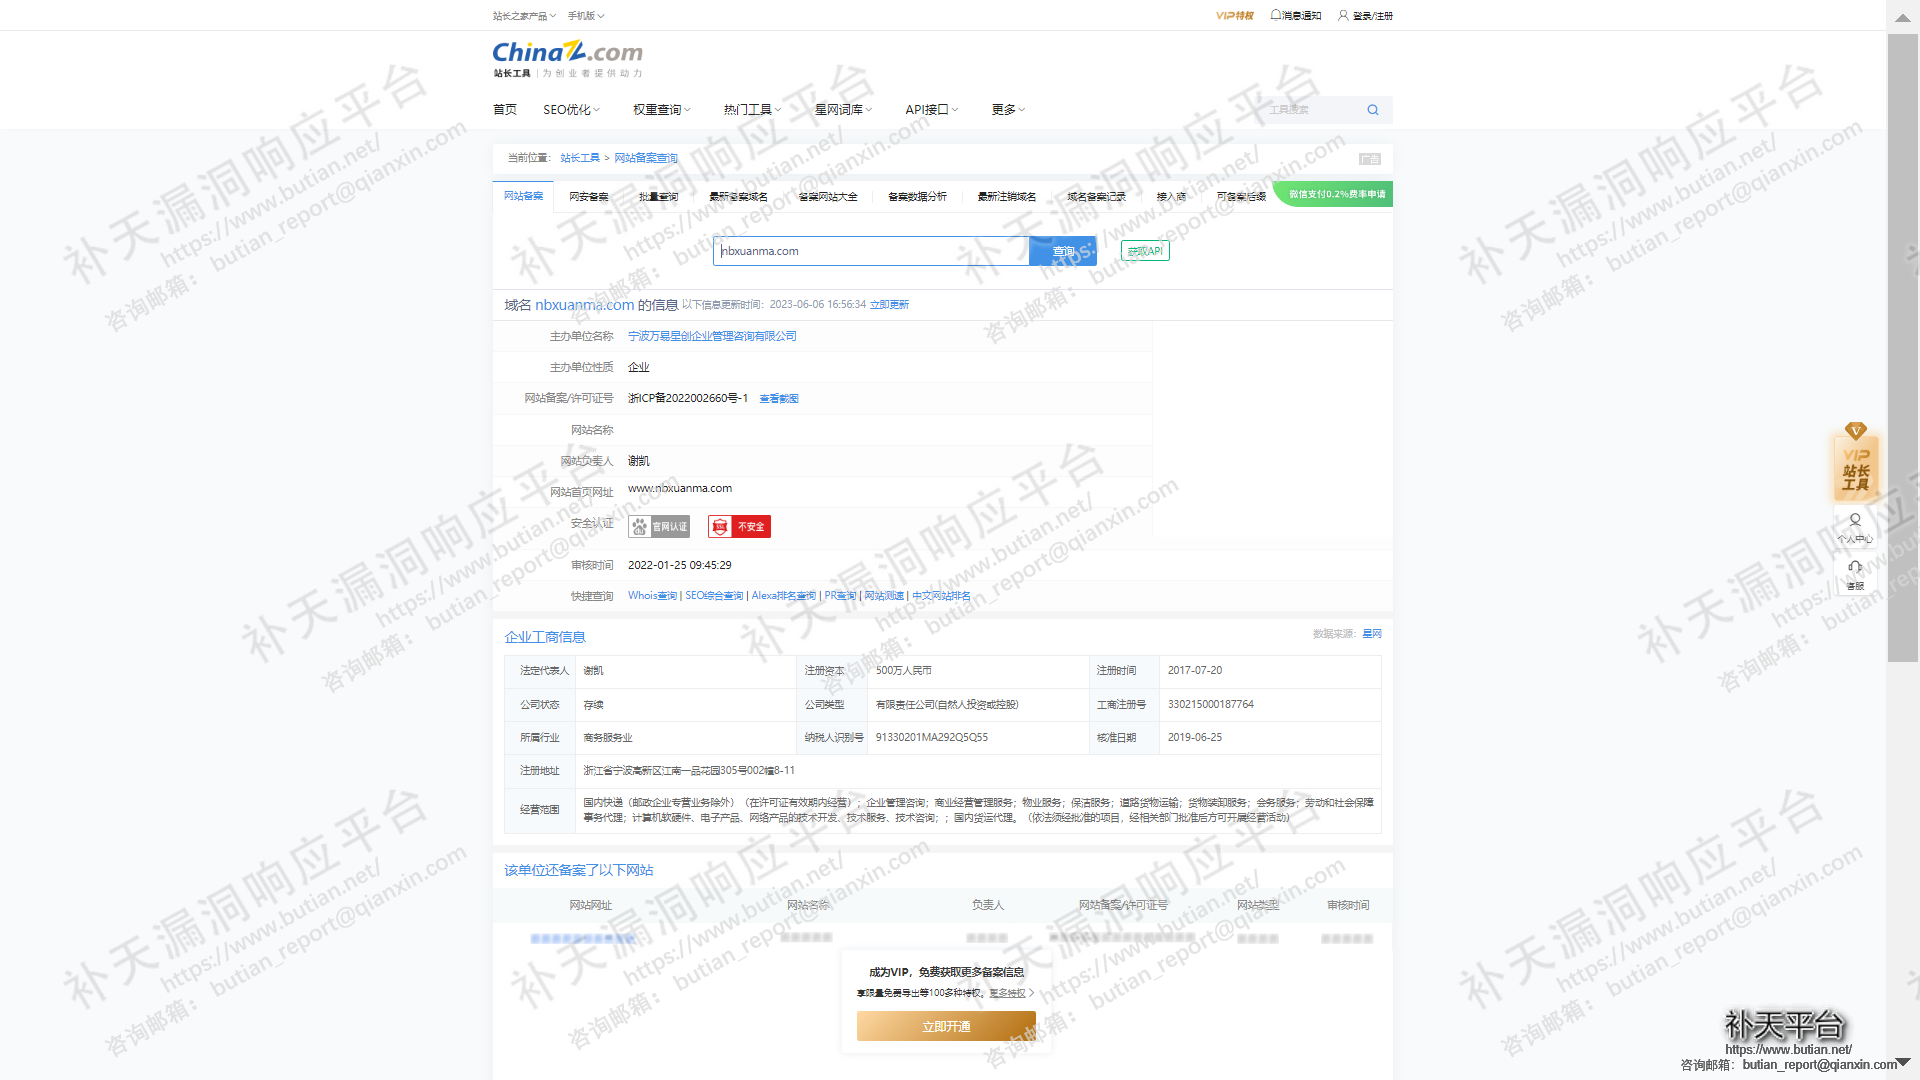 站长之家产品 手机版 VIP特权 消息通知 登录/注册
ChinaZ.com
站长工具 为创业者提供动力
首页 SEO优化 权重查询 热门工具 星网词库 API接口 更多 工具搜索
当前位置: 站长工具 > 网站备案查询 广告
网站备案 网安备案 批量查询 最新备案域名 备案网站大全 备案数据分析 最新注销域名 域名备案记录 接入商 可备案后缀 微信支付0.2%费率申请
nbxuanma.com 查询 获取API
域名 nbxuanma.com 的信息 以下信息更新时间: 2023-06-06 16:56:34 立即更新
主办单位名称 宁波万易星创企业管理咨询有限公司
主办单位性质 企业
网站备案/许可证号 浙ICP备2022002660号-1 查看截图
网站名称
网站负责人 谢凯
网站首页网址 www.nbxuanma.com
安全认证 官网认证 不安全
审核时间 2022-01-25 09:45:29
快捷查询 Whois查询 | SEO综合查询 | Alexa排名查询 | PR查询 | 网站测速 | 中文网站排名
企业工商信息 数据来源: 星网
法定代表人 谢凯 注册资本 500万人民币 注册时间 2017-07-20
公司状态 存续 公司类型 有限责任公司(自然人投资或控股) 工商注册号 330215000187764
所属行业 商务服务业 纳税人识别号 91330201MA292Q5Q55 核准日期 2019-06-25
注册地址 浙江省宁波高新区江南一品花园305号002幢8-11
经营范围 国内快递（邮政企业专营业务除外）（在许可证有效期内经营）；企业管理咨询；商业经营管理服务；物业服务；保洁服务；道路货物运输；货物装卸服务；会务服务；劳动和社会保障
事务代理；计算机软硬件、电子产品、网络产品的技术开发、技术服务、技术咨询；；国内货运代理。（依法须经批准的项目，经相关部门批准后方可开展经营活动）
该单位还备案了以下网站
网站网址 网站名称 负责人 网站备案/许可证号 网站类型 审核时间
成为VIP，免费获取更多备案信息
享限量免费导出等100多种特权。更多特权 >
立即开通
VIP
站长
工具
个人中心
客服
补天漏洞响应平台
https://www.butian.net/
咨询邮箱: butian_report@qianxin.com
补天平台
https://www.butian.net/
咨询邮箱: butian_report@qianxin.com